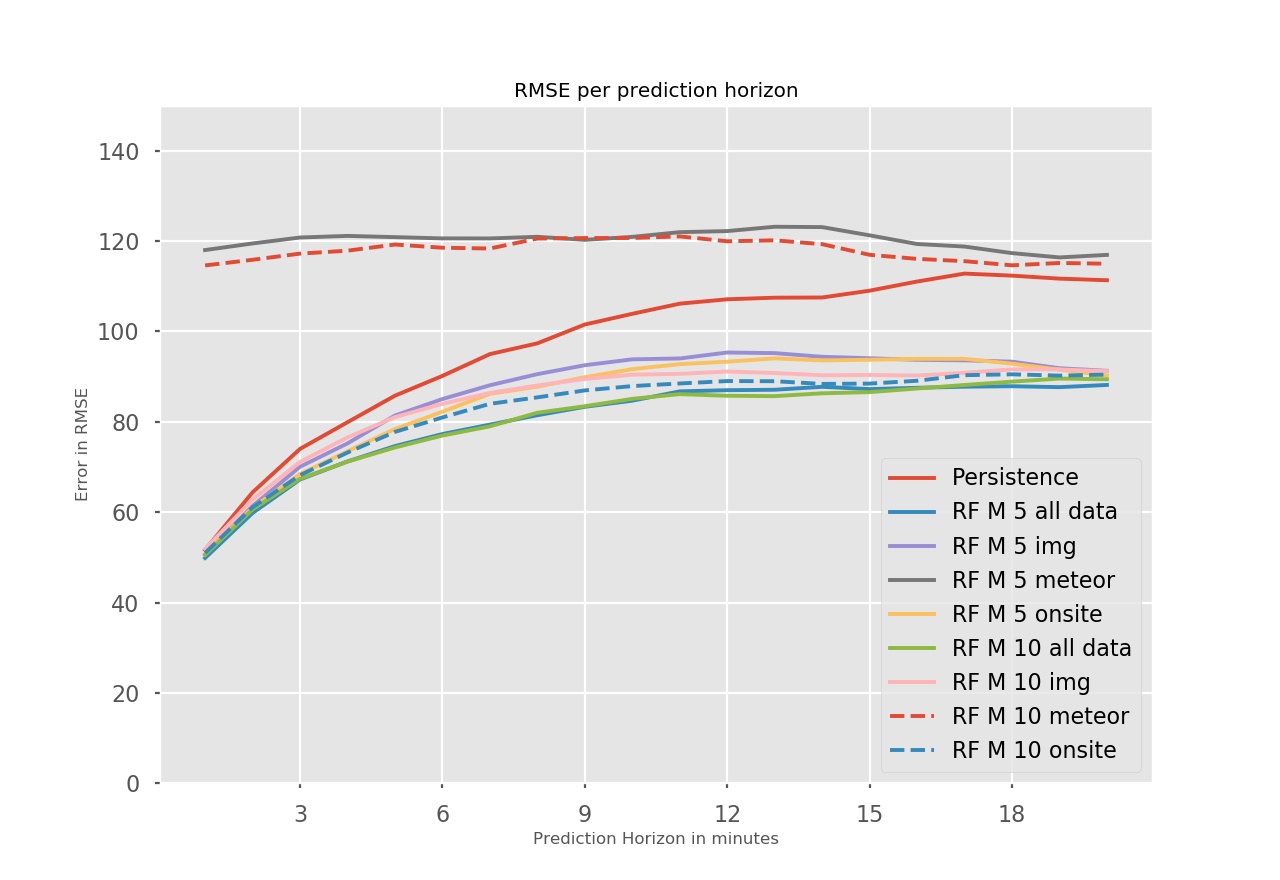 RMSE per prediction horizon
140
120
100
80
60
40
20
0
Error in RMSE
3 6 9 12 15 18
Prediction Horizon in minutes
Persistence
RF M 5 all data
RF M 5 img
RF M 5 meteor
RF M 5 onsite
RF M 10 all data
RF M 10 img
RF M 10 meteor
RF M 10 onsite